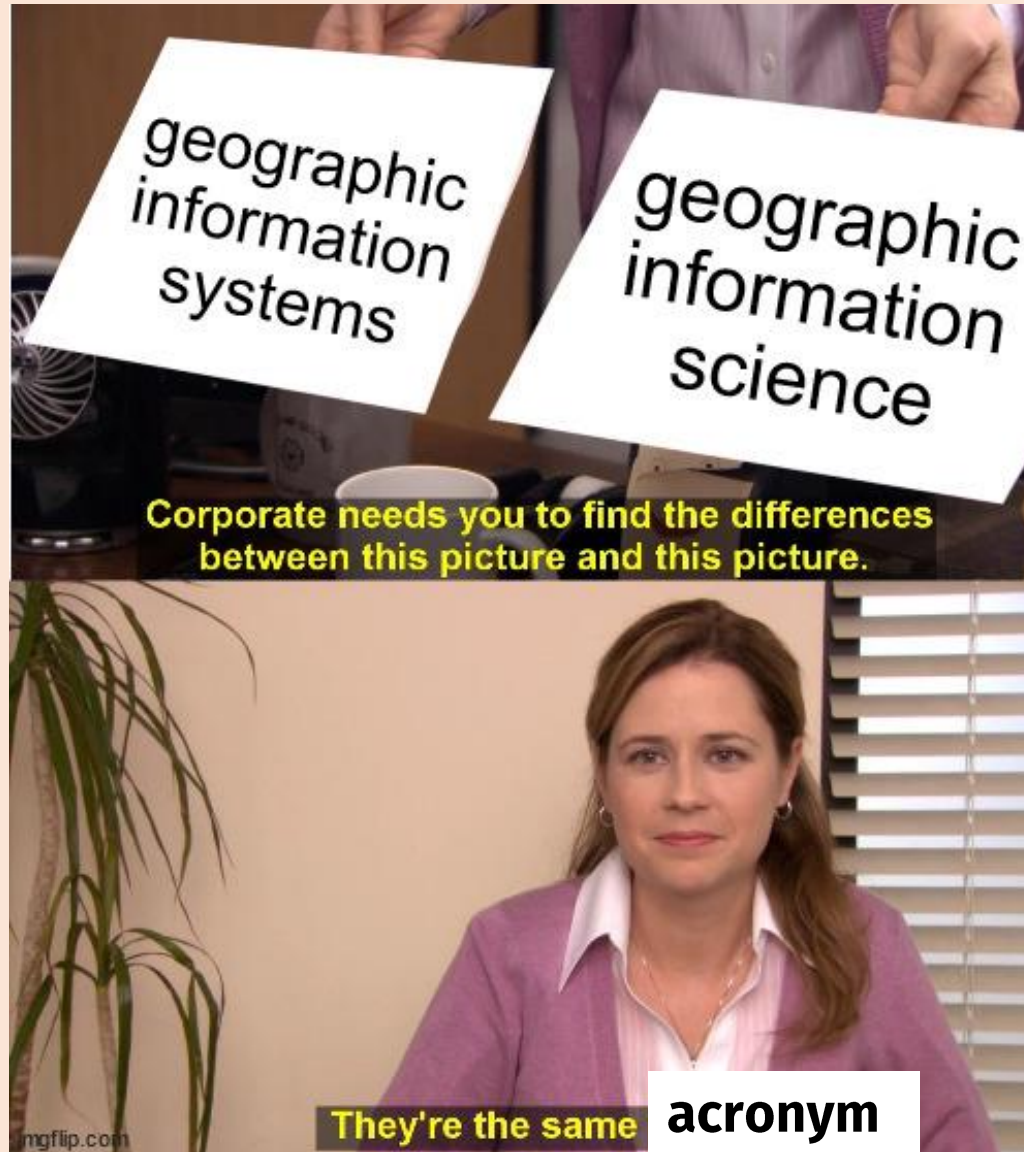 geographic
information
systems
geographic
information
science
Corporate needs you to find the differences
between this picture and this picture.
They're the same acronym
mgflip.com